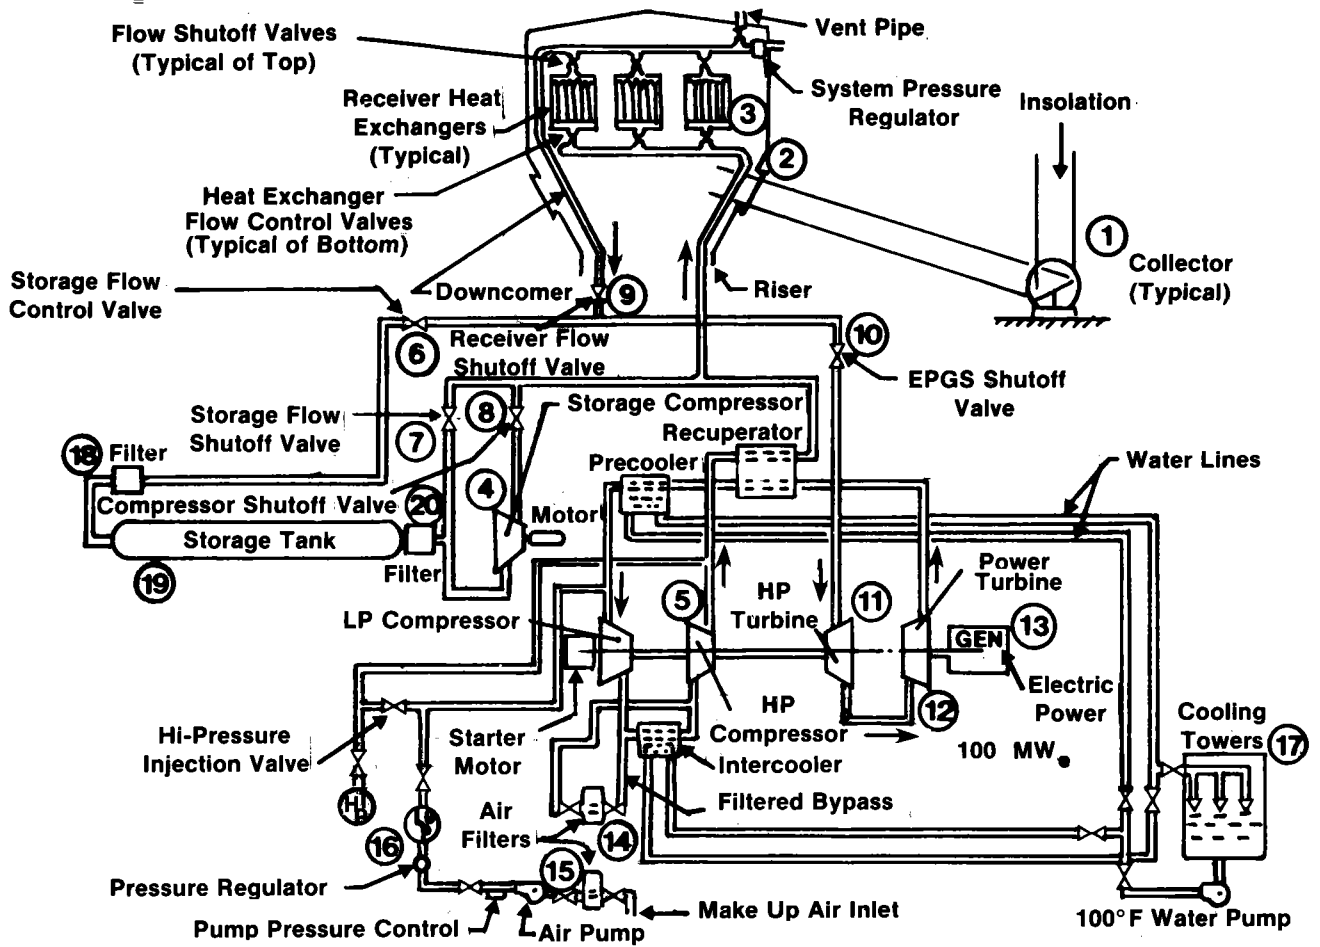 Flow Shutoff Valves
(Typical of Top)
Vent Pipe
System Pressure
Regulator
Insolation
Receiver Heat
Exchangers
(Typical)
3
2
Heat Exchanger
Flow Control Valves
(Typical of Bottom)
1
Collector
(Typical)
Storage Flow
Control Valve
Downcomer
9
Riser
6
Receiver Flow
Shutoff Valve
10
EPGS Shutoff
Valve
Storage Flow
Shutoff Valve
7
8
Storage Compressor
Recuperator
18
Filter
Precooler
Water Lines
Compressor Shutoff Valve
20
4
Motor
Storage Tank
19
Filter
Power
Turbine
LP Compressor
5
HP
Turbine
11
GEN
13
Electric
Power
12
Hi-Pressure
Injection Valve
Starter
Motor
HP
Compressor
Intercooler
100 MWe
Cooling
Towers
17
Filtered Bypass
Air
Filters
14
16
15
Pressure Regulator
Pump Pressure Control
Air Pump
Make Up Air Inlet
100°F Water Pump